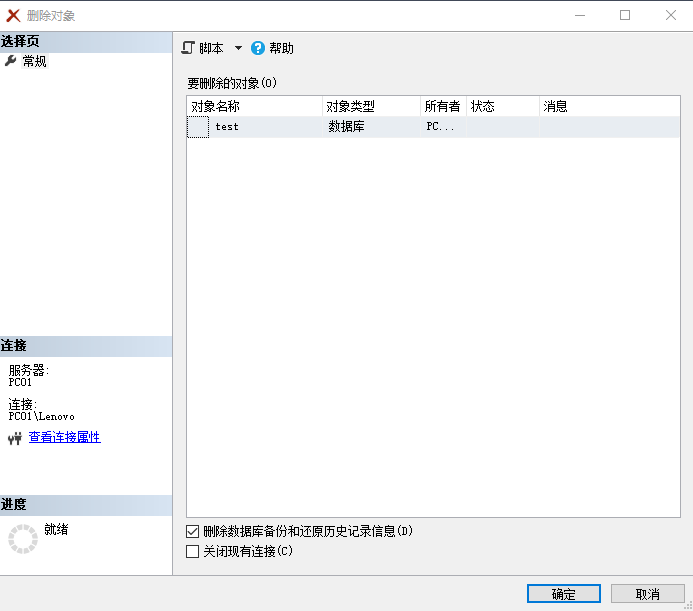 删除对象
选择页
常规
脚本 帮助
要删除的对象(O)
对象名称 对象类型 所有者 状态 消息
test 数据库 PC...
连接
服务器:
PC01
连接:
PC01\Lenovo
查看连接属性
进度
就绪
删除数据库备份和还原历史记录信息(D)
关闭现有连接(C)
确定 取消